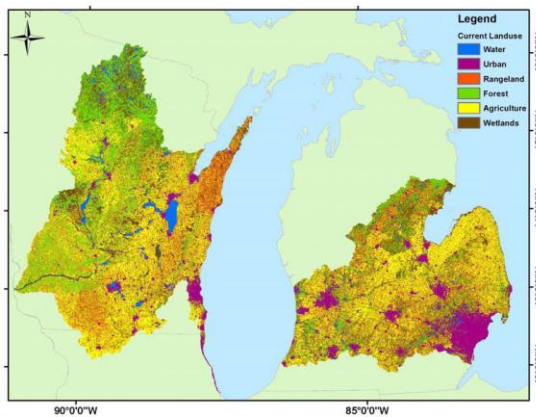 N
Legend
Current Landuse
Water
Urban
Rangeland
Forest
Agriculture
Wetlands
90°0'0"W
85°0'0"W